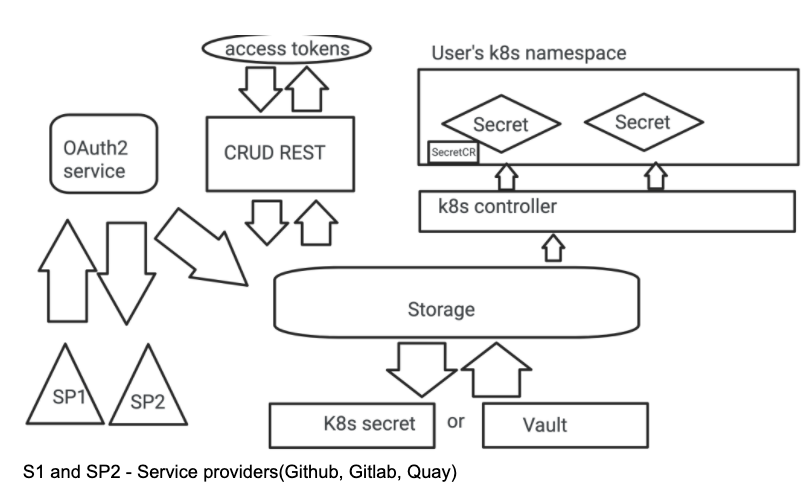 access tokens
User's k8s namespace
OAuth2
service
CRUD REST
Secret
Secret
SecretCR
k8s controller
Storage
SP1
SP2
K8s secret
or
Vault
S1 and SP2 - Service providers(Github, Gitlab, Quay)